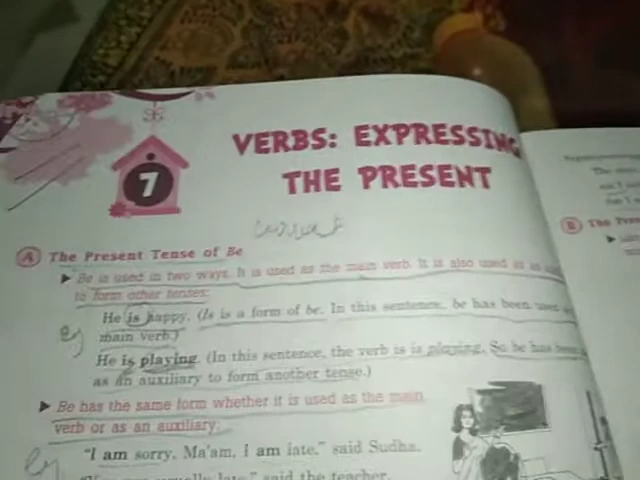 7
VERBS: EXPRESSING
THE PRESENT
A The Present Tense of Be
Be is used in two ways. It is used as the main verb. It is also used as
to form other tenses:
He is happy. (Is is a form of be. In this sentence, be has been used
main verb.)
eg
He is playing. (In this sentence, the verb is is playing. So be has been
as an auxiliary to form another tense.)
Be has the same form whether it is used as the main
verb or as an auxiliary:
eg
"I am sorry, Ma'am, I am late," said Sudha.
usually late," said the teacher.
B The